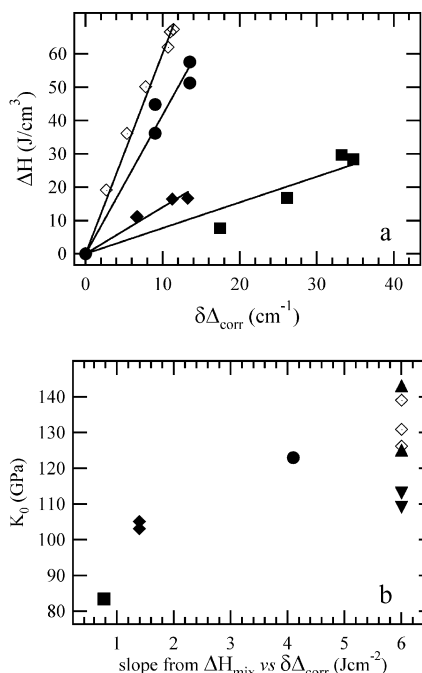 60
50
40
30
20
10
0
ΔH (J/cm³)
a
0 10 20 30 40
δΔcorr (cm⁻¹)
140
130
120
110
100
90
80
K₀ (GPa)
b
1 2 3 4 5 6
slope from ΔHmix vs δΔcorr (Jcm⁻²)